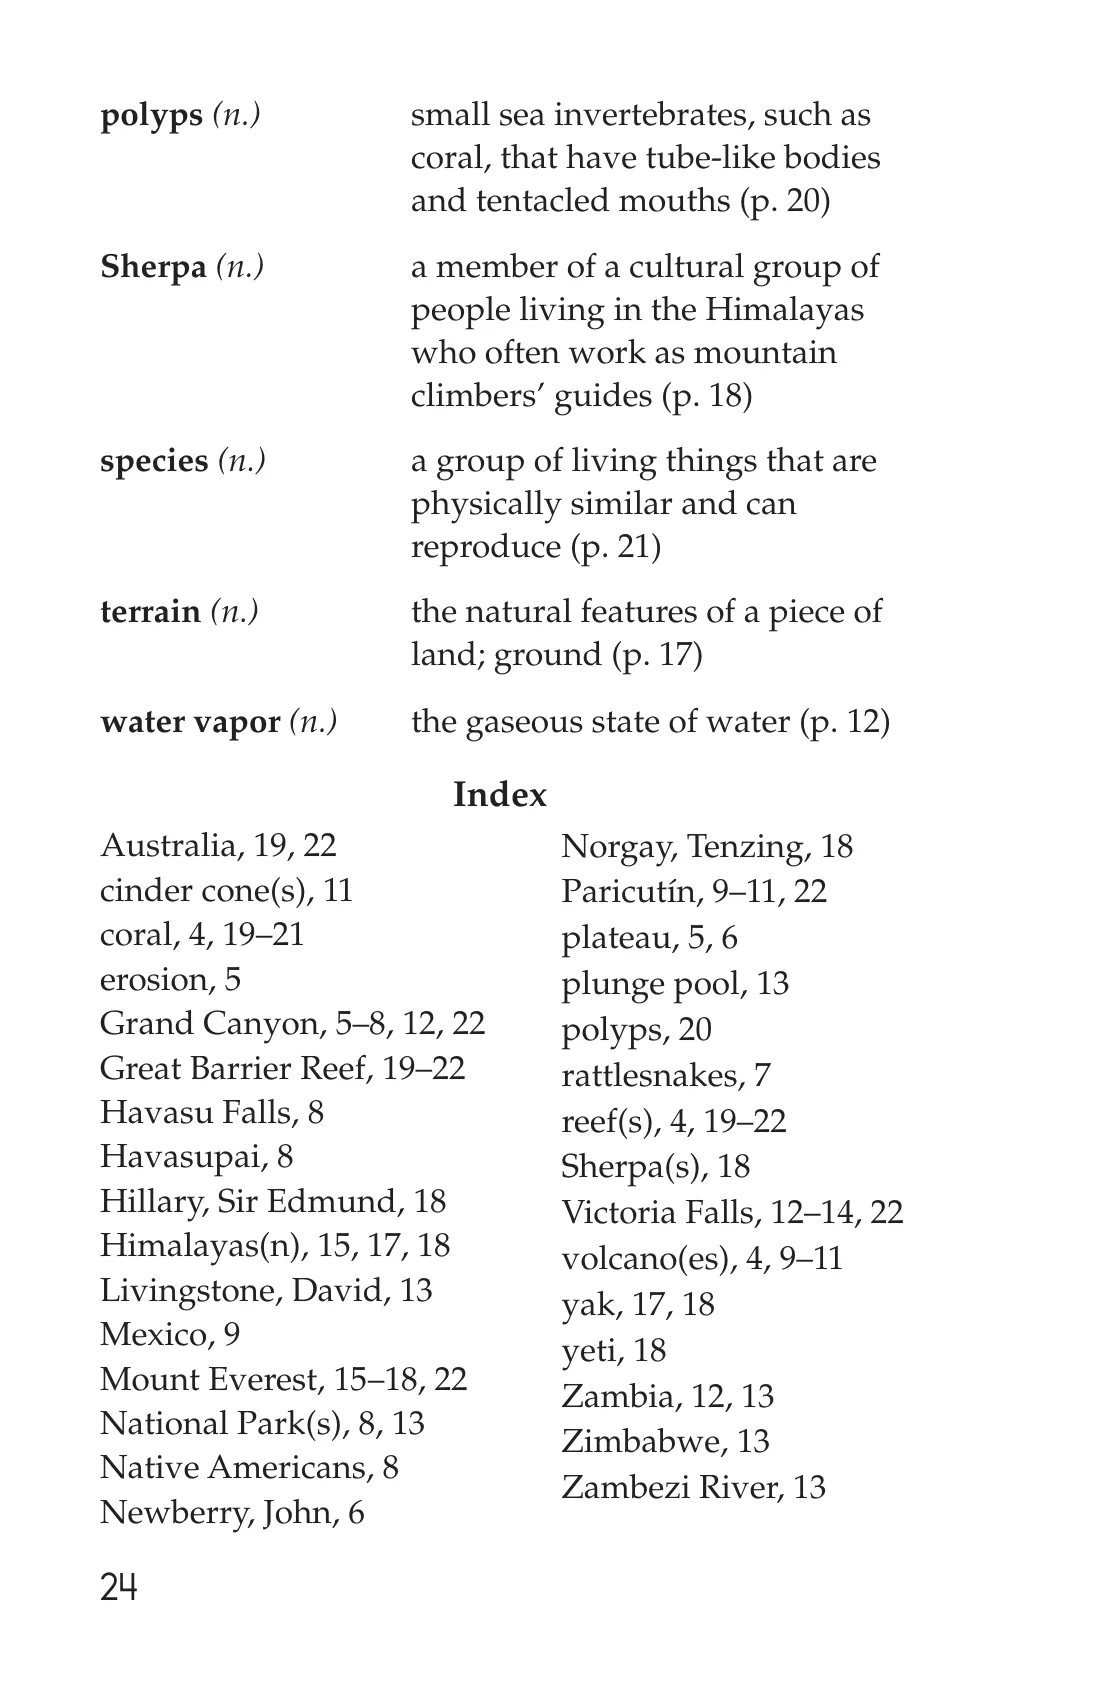 polyps (n.) small sea invertebrates, such as
coral, that have tube-like bodies
and tentacled mouths (p. 20)
Sherpa (n.) a member of a cultural group of
people living in the Himalayas
who often work as mountain
climbers’ guides (p. 18)
species (n.) a group of living things that are
physically similar and can
reproduce (p. 21)
terrain (n.) the natural features of a piece of
land; ground (p. 17)
water vapor (n.) the gaseous state of water (p. 12)
Index
Australia, 19, 22
cinder cone(s), 11
coral, 4, 19–21
erosion, 5
Grand Canyon, 5–8, 12, 22
Great Barrier Reef, 19–22
Havasu Falls, 8
Havasupai, 8
Hillary, Sir Edmund, 18
Himalayas(n), 15, 17, 18
Livingstone, David, 13
Mexico, 9
Mount Everest, 15–18, 22
National Park(s), 8, 13
Native Americans, 8
Newberry, John, 6
Norgay, Tenzing, 18
Paricutín, 9–11, 22
plateau, 5, 6
plunge pool, 13
polyps, 20
rattlesnakes, 7
reef(s), 4, 19–22
Sherpa(s), 18
Victoria Falls, 12–14, 22
volcano(es), 4, 9–11
yak, 17, 18
yeti, 18
Zambia, 12, 13
Zimbabwe, 13
Zambezi River, 13
24